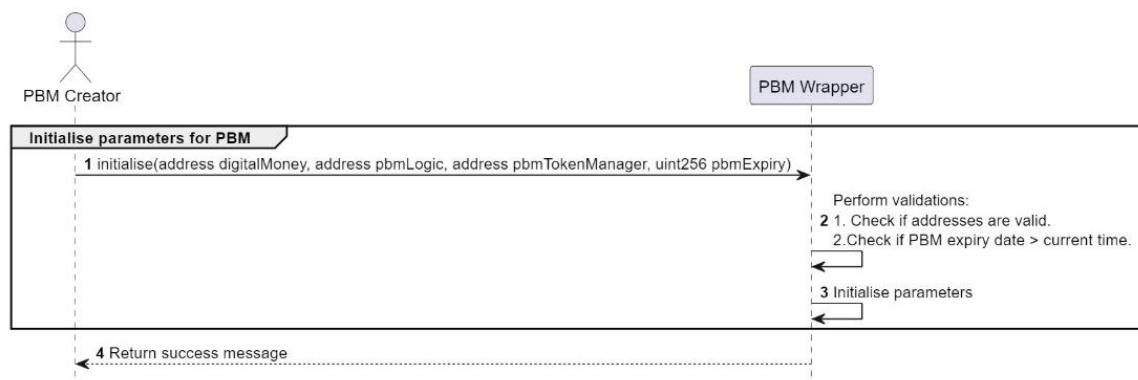 PBM Creator
PBM Wrapper
Initialise parameters for PBM
1 initialise(address digitalMoney, address pbmLogic, address pbmTokenManager, uint256 pbmExpiry)
Perform validations:
2 1. Check if addresses are valid.
2.Check if PBM expiry date > current time.
3 Initialise parameters
4 Return success message